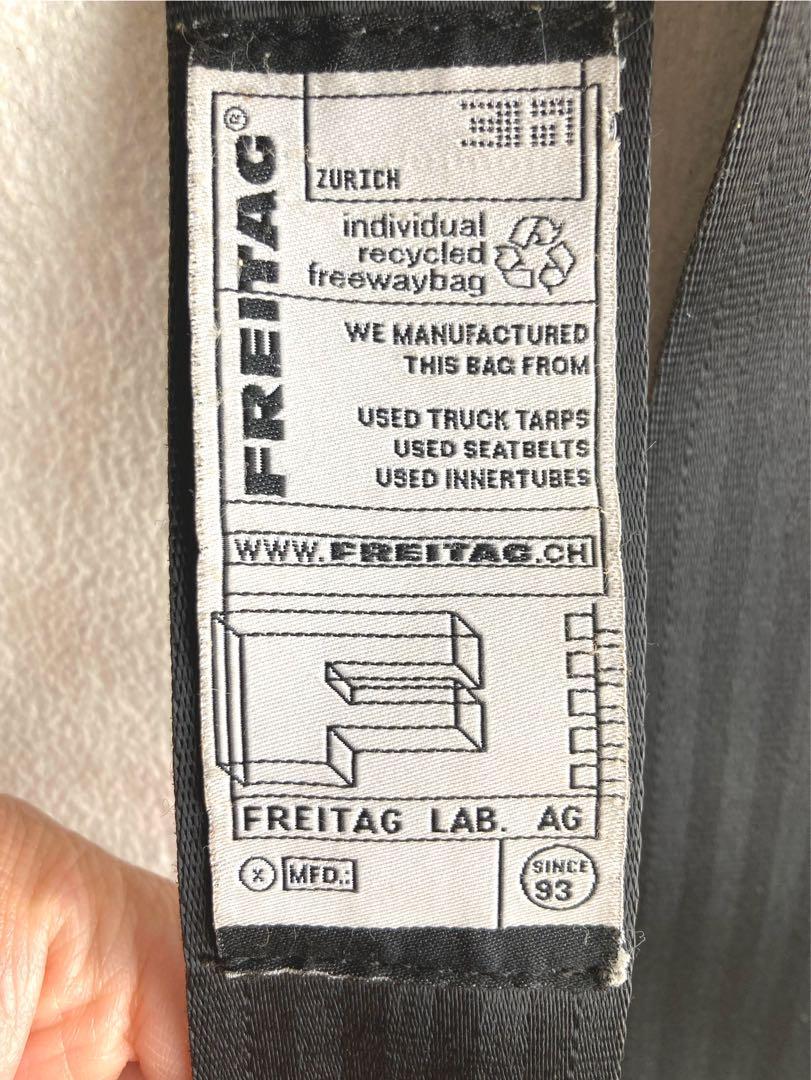 FREITAG®
ZURICH
individual
recycled
freewaybag
WE MANUFACTURED
THIS BAG FROM
USED TRUCK TARPS
USED SEATBELTS
USED INNERTUBES
WWW.FREITAG.CH
FREITAG LAB. AG
X MFD.:
SINCE
93